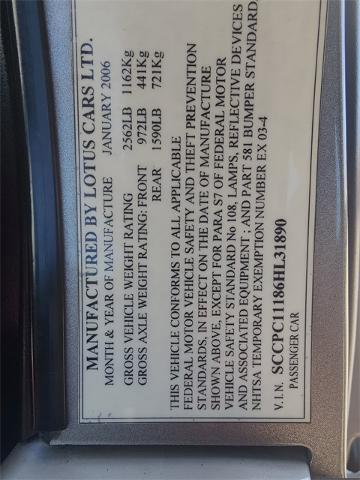 MANUFACTURED BY LOTUS CARS LTD.
MONTH & YEAR OF MANUFACTURE JANUARY 2006
GROSS VEHICLE WEIGHT RATING 2562LB 1162Kg
GROSS AXLE WEIGHT RATING: FRONT 972LB 441Kg
REAR 1590LB 721Kg
THIS VEHICLE CONFORMS TO ALL APPLICABLE
FEDERAL MOTOR VEHICLE SAFETY AND THEFT PREVENTION
STANDARDS, IN EFFECT ON THE DATE OF MANUFACTURE
SHOWN ABOVE, EXCEPT FOR PARA S7 OF FEDERAL MOTOR
VEHICLE SAFETY STANDARD No 108, LAMPS, REFLECTIVE DEVICES
AND ASSOCIATED EQUIPMENT ; AND PART 581 BUMPER STANDARD,
NHTSA TEMPORARY EXEMPTION NUMBER EX 03-4
V.I.N. SCCPC11186HL31890
PASSENGER CAR